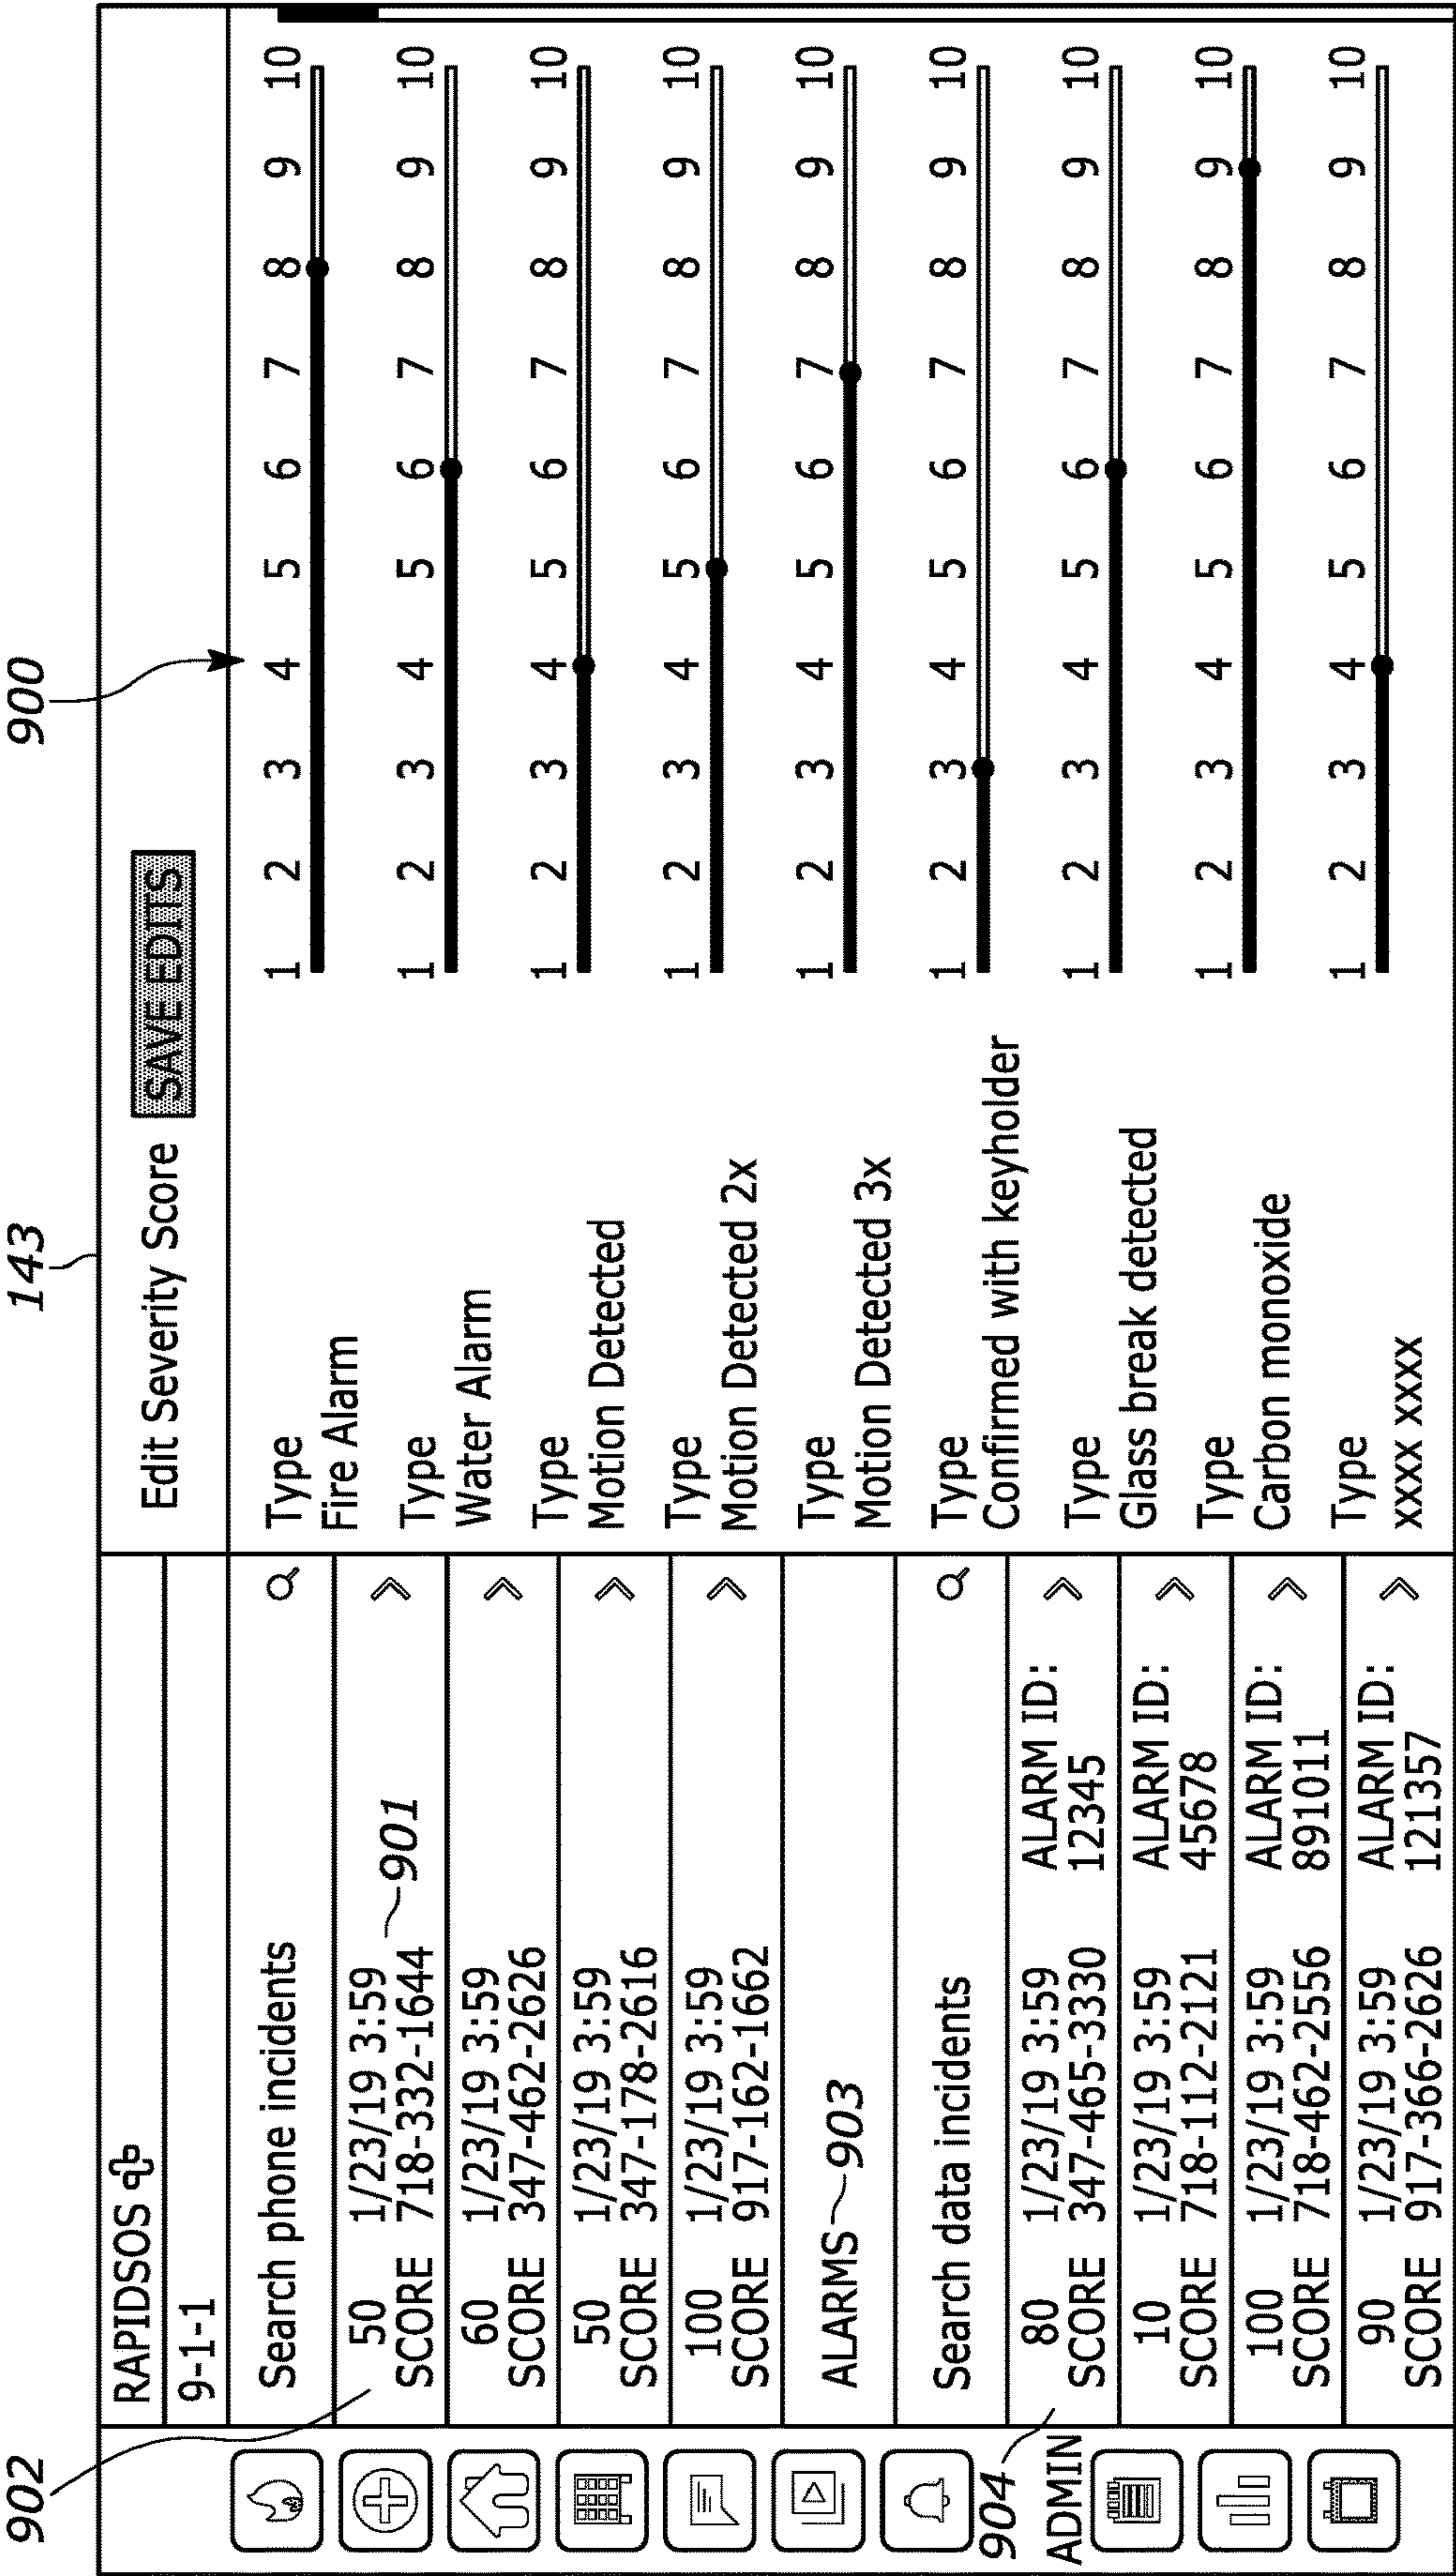 143
900
902
RAPIDSOS
9-1-1
Search phone incidents
50 1/23/19 3:59
SCORE 718-332-1644
901
60 1/23/19 3:59
SCORE 347-462-2626
50 1/23/19 3:59
SCORE 347-178-2616
100 1/23/19 3:59
SCORE 917-162-1662
ALARMS 903
Search data incidents
904
ADMIN
80 1/23/19 3:59 ALARM ID:
SCORE 347-465-3330 12345
10 1/23/19 3:59 ALARM ID:
SCORE 718-112-2121 45678
100 1/23/19 3:59 ALARM ID:
SCORE 718-462-2556 891011
90 1/23/19 3:59 ALARM ID:
SCORE 917-366-2626 121357
Edit Severity Score SAVE EDITS
Type 1 2 3 4 5 6 7 8 9 10
Fire Alarm
Type 1 2 3 4 5 6 7 8 9 10
Water Alarm
Type 1 2 3 4 5 6 7 8 9 10
Motion Detected
Type 1 2 3 4 5 6 7 8 9 10
Motion Detected 2x
Type 1 2 3 4 5 6 7 8 9 10
Motion Detected 3x
Type 1 2 3 4 5 6 7 8 9 10
Confirmed with keyholder
Type 1 2 3 4 5 6 7 8 9 10
Glass break detected
Type 1 2 3 4 5 6 7 8 9 10
Carbon monoxide
Type 1 2 3 4 5 6 7 8 9 10
xxxx xxxx